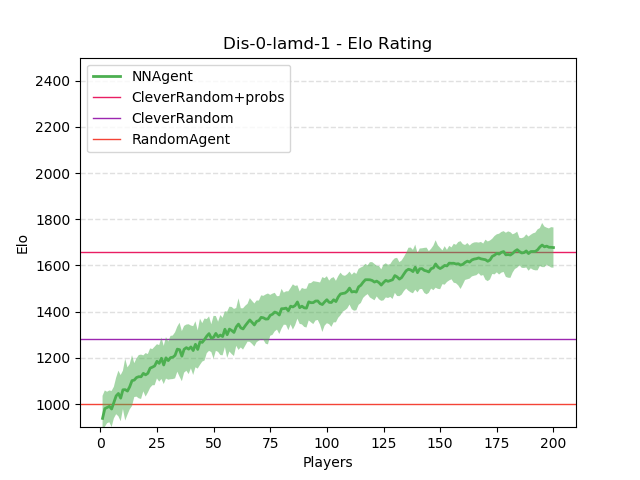 Dis-0-lamd-1 - Elo Rating
NNAgent
CleverRandom+probs
CleverRandom
RandomAgent
2400
2200
2000
1800
1600
1400
1200
1000
Elo
0 25 50 75 100 125 150 175 200
Players